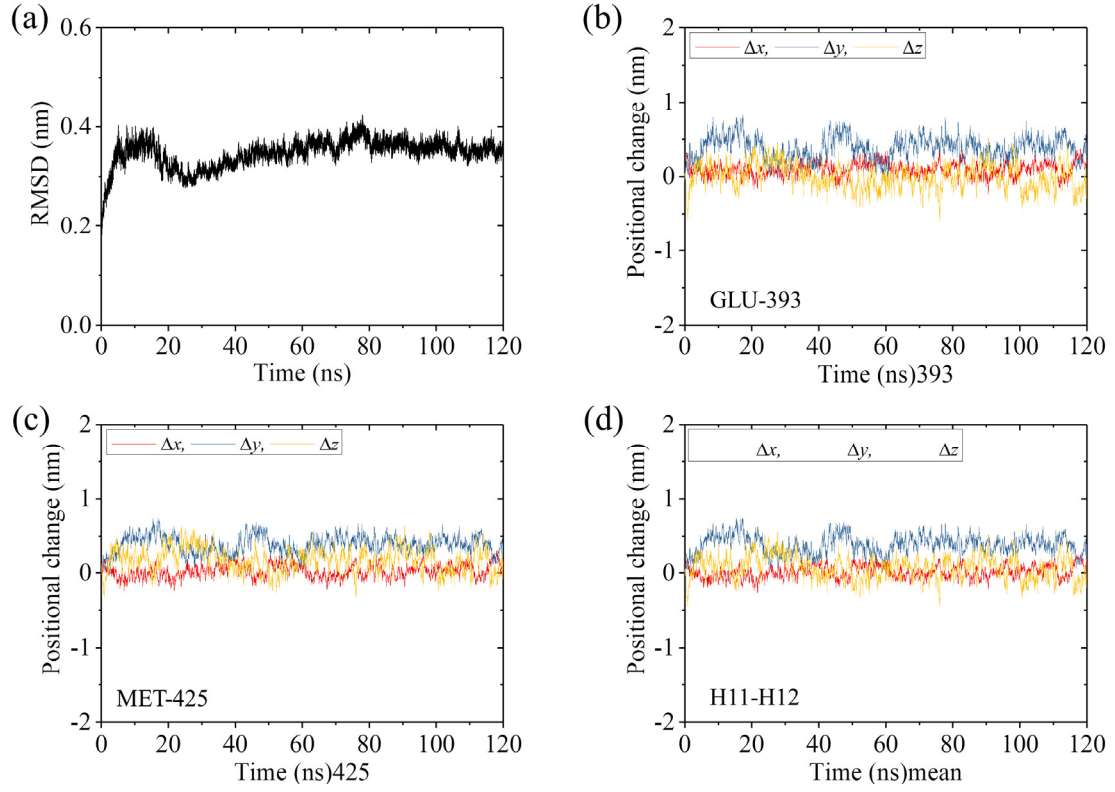 (a)
0.6
0.4
0.2
0.0
RMSD (nm)
0 20 40 60 80 100 120
Time (ns)
(b)
Δx, Δy, Δz
2
1
0
-1
-2
Positional change (nm)
GLU-393
0 20 40 60 80 100 120
Time (ns)393
(c)
Δx, Δy, Δz
2
1
0
-1
-2
Positional change (nm)
MET-425
0 20 40 60 80 100 120
Time (ns)425
(d)
Δx, Δy, Δz
2
1
0
-1
-2
Positional change (nm)
H11-H12
0 20 40 60 80 100 120
Time (ns)mean